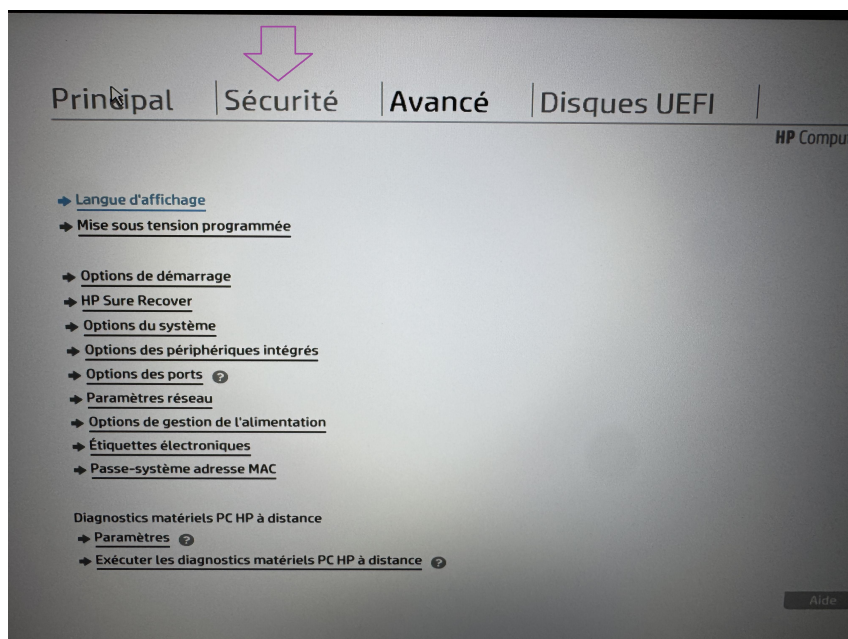 Principal Sécurité Avancé Disques UEFI
HP
Langue d'affichage
Mise sous tension programmée
Options de démarrage
HP Sure Recover
Options du système
Options des périphériques intégrés
Options des ports ?
Paramètres réseau
Options de gestion de l'alimentation
Étiquettes électroniques
Passe-système adresse MAC
Diagnostics matériels PC HP à distance
Paramètres ?
Exécuter les diagnostics matériels PC HP à distance ?
Aide